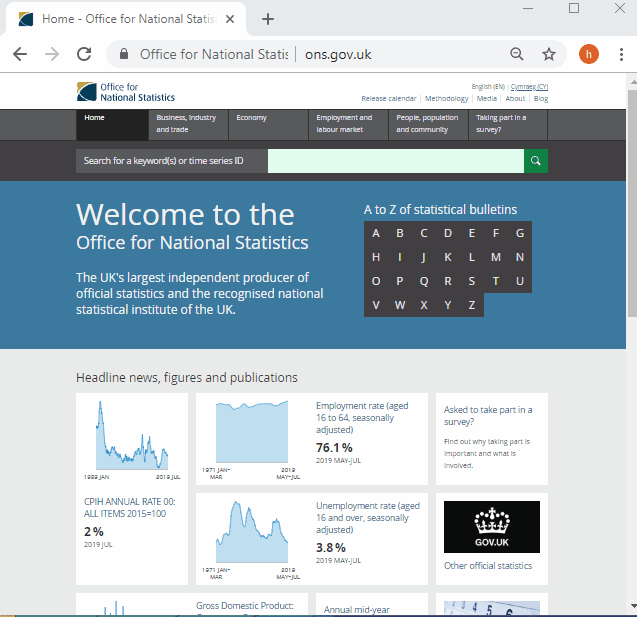 Home - Office for National Statist
Office for National Statis
ons.gov.uk
h
Office for
National Statistics
English (EN) | Cymraeg (CY)
Release calendar | Methodology | Media | About | Blog
Home
Business, industry
and trade
Economy
Employment and
labour market
People, population
and community
Taking part in a
survey?
Search for a keyword(s) or time series ID
Welcome to the
Office for National Statistics
The UK's largest independent producer of
official statistics and the recognised national
statistical institute of the UK.
A to Z of statistical bulletins
A B C D E F G
H I J K L M N
O P Q R S T U
V W X Y Z
Headline news, figures and publications
1989 JAN 2019 JUL
CPIH ANNUAL RATE 00:
ALL ITEMS 2015=100
2%
2019 JUL
1971 JAN-
MAR
2019
MAY-JUL
Employment rate (aged
16 to 64, seasonally
adjusted)
76.1%
2019 MAY-JUL
Asked to take part in a
survey?
Find out why taking part is
important and what is
involved.
1971 JAN-
MAR
2019
MAY-JUL
Unemployment rate (aged
16 and over, seasonally
adjusted)
3.8%
2019 MAY-JUL
GOV.UK
Other official statistics
Gross Domestic Product:
Annual mid-year
3 4 5 6